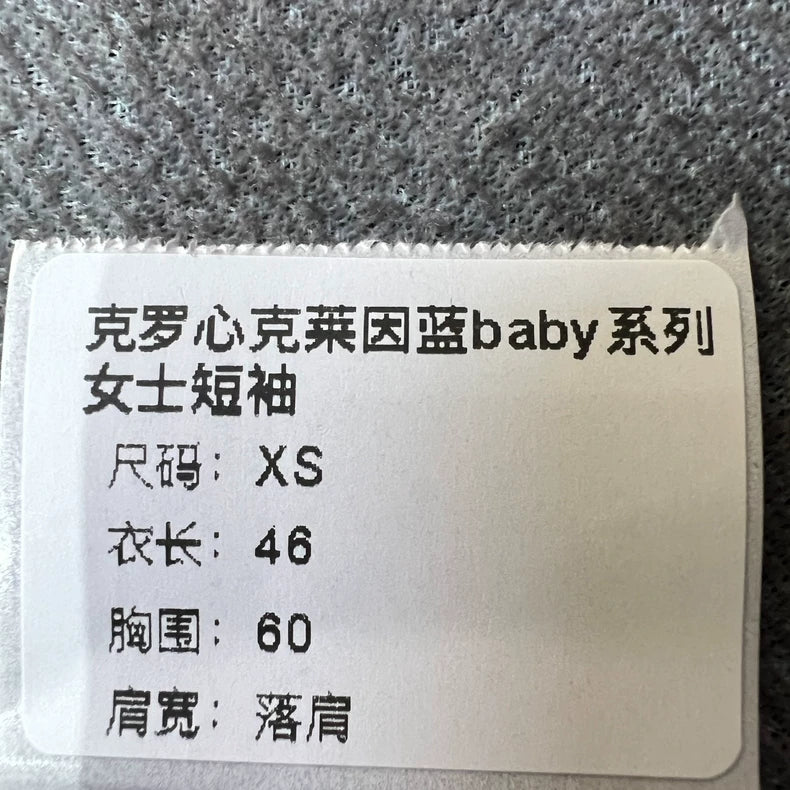 克罗心克莱因蓝baby系列
女士短袖
尺码：XS
衣长：46
胸围：60
肩宽：落肩